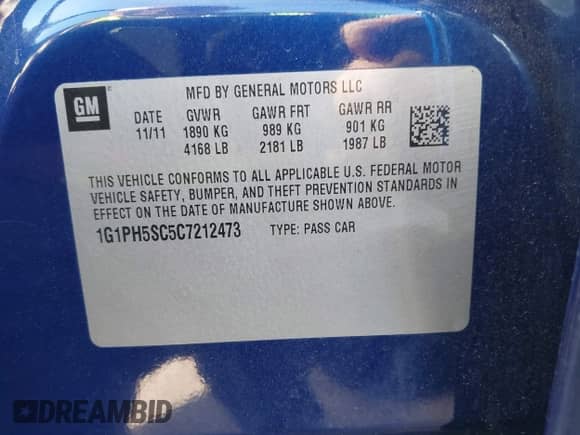 GM
MFD BY GENERAL MOTORS LLC
DATE GVWR GAWR FRT GAWR RR
11/11 1890 KG 989 KG 901 KG
4168 LB 2181 LB 1987 LB
THIS VEHICLE CONFORMS TO ALL APPLICABLE U.S. FEDERAL MOTOR
VEHICLE SAFETY, BUMPER, AND THEFT PREVENTION STANDARDS IN
EFFECT ON THE DATE OF MANUFACTURE SHOWN ABOVE.
1G1PH5SC5C7212473 TYPE: PASS CAR
DREAMBID